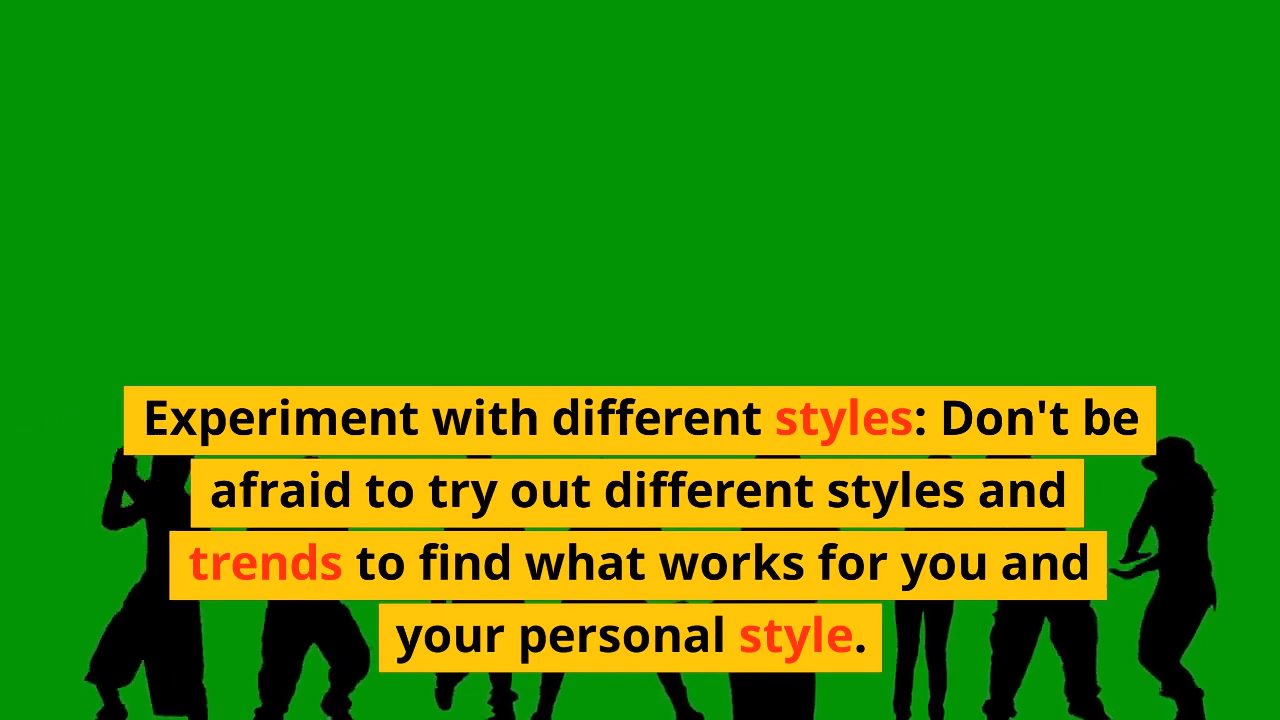 Experiment with different styles: Don't be
afraid to try out different styles and
trends to find what works for you and
your personal style.